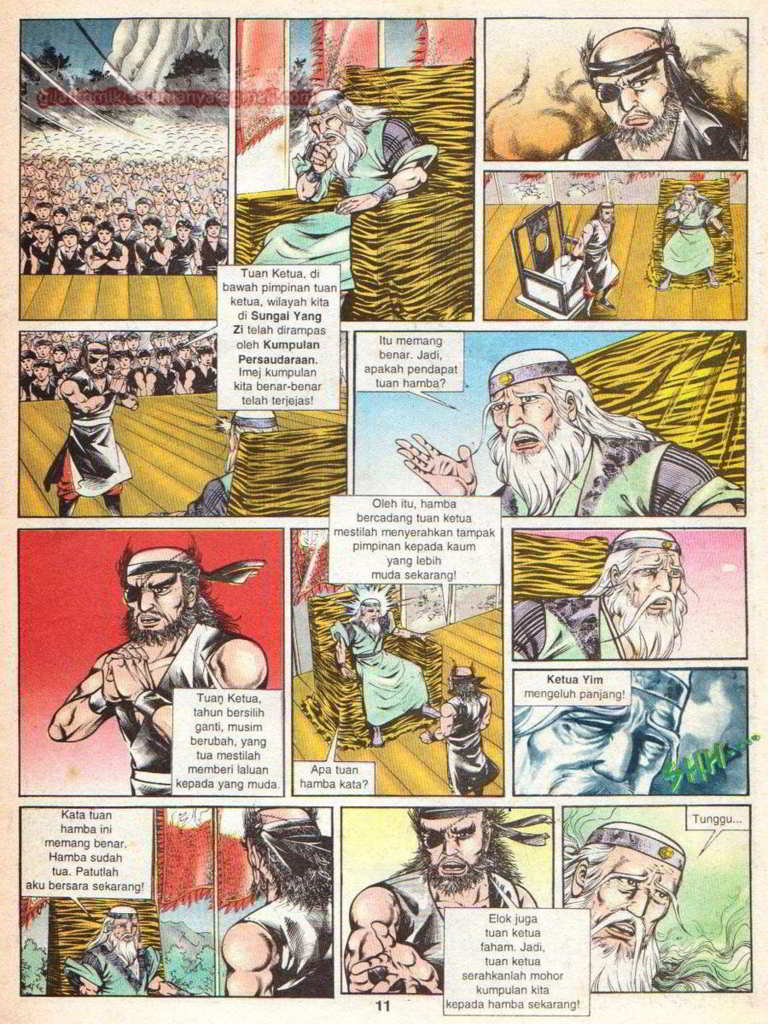 gilakomik-selamanya@gmail.com
Tuan Ketua, di
bawah pimpinan tuan
ketua, wilayah kita
di Sungai Yang
Zi telah dirampas
oleh Kumpulan
Persaudaraan.
Imej kumpulan
kita benar-benar
telah terjejas!
Itu memang
benar. Jadi,
apakah pendapat
tuan hamba?
Oleh itu, hamba
bercadang tuan ketua
mestilah menyerahkan tampak
pimpinan kepada kaum
yang lebih
muda sekarang!
Tuan Ketua,
tahun bersilih
ganti, musim
berubah, yang
tua mestilah
memberi laluan
kepada yang muda.
Apa tuan
hamba kata?
Ketua Yim
mengeluh panjang!
SHH...
Kata tuan
hamba ini
memang benar.
Hamba sudah
tua. Patutlah
aku bersara sekarang!
Elok juga
tuan ketua
faham. Jadi,
tuan ketua
serahkanlah mohor
kumpulan kita
kepada hamba sekarang!
Tunggu...
11